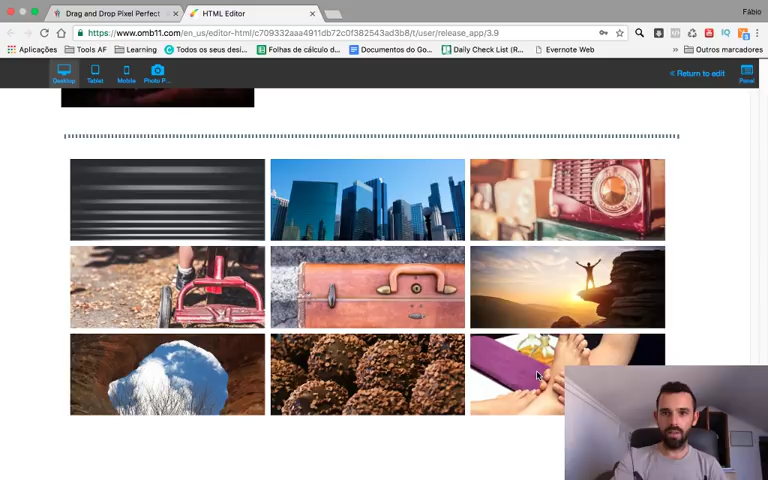 Drag and Drop Pixel Perfect
HTML Editor
Fábio
https://www.omb11.com/en_us/editor-html/c709332aaa4911db72c0f382543ad3b8/t/user/release_app/3.9
Aplicações
Tools AF
Learning
Todos os seus desi...
Folhas de cálculo d...
Documentos do Go...
Daily Check List (R...
Evernote Web
»
Outros marcadores
Desktop
Tablet
Mobile
Photo P...
< Return to edit
Panel